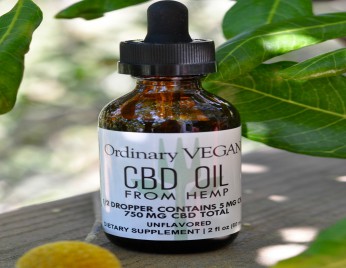 Ordinary VEGAN
CBD OIL
FROM HEMP
1/2 DROPPER CONTAINS 5 MG
750 MG CBD TOTAL
UNFLAVORED
DIETARY SUPPLEMENT | 2 fl oz